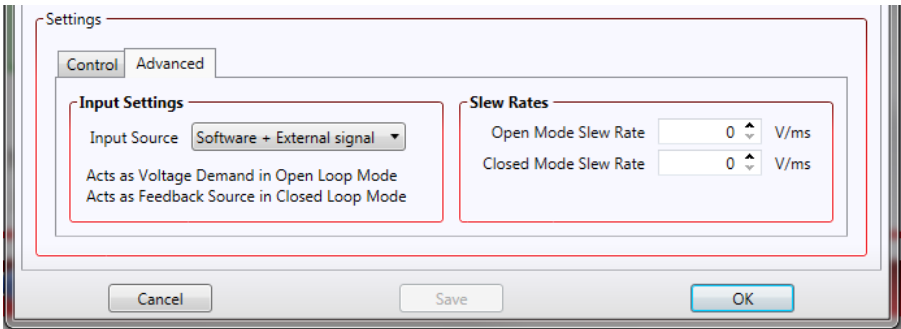 Settings
Control
Advanced
Input Settings
Input Source Software + External signal
Acts as Voltage Demand in Open Loop Mode
Acts as Feedback Source in Closed Loop Mode
Slew Rates
Open Mode Slew Rate 0 V/ms
Closed Mode Slew Rate 0 V/ms
Cancel
Save
OK